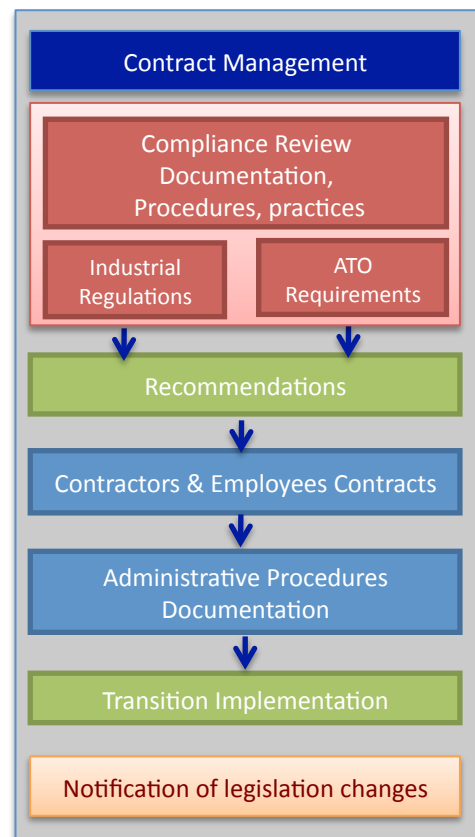 Contract Management
Compliance Review
Documentation,
Procedures, practices
Industrial
Regulations
ATO
Requirements
Recommendations
Contractors & Employees Contracts
Administrative Procedures
Documentation
Transition Implementation
Notification of legislation changes